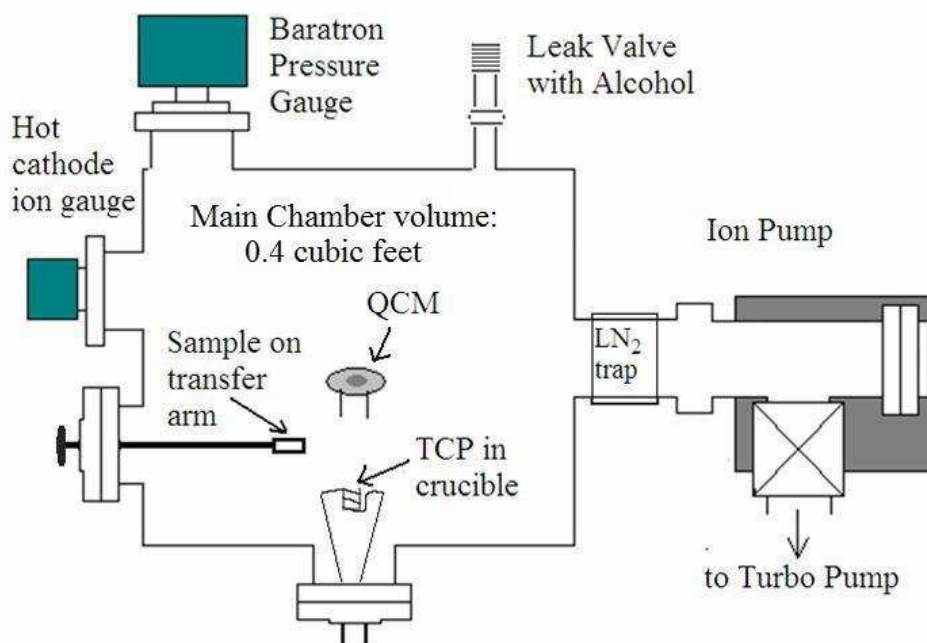 Baratron
Pressure
Gauge
Leak Valve
with Alcohol
Hot
cathode
ion gauge
Main Chamber volume:
0.4 cubic feet
Ion Pump
QCM
LN₂
trap
Sample on
transfer
arm
TCP in
crucible
to Turbo Pump